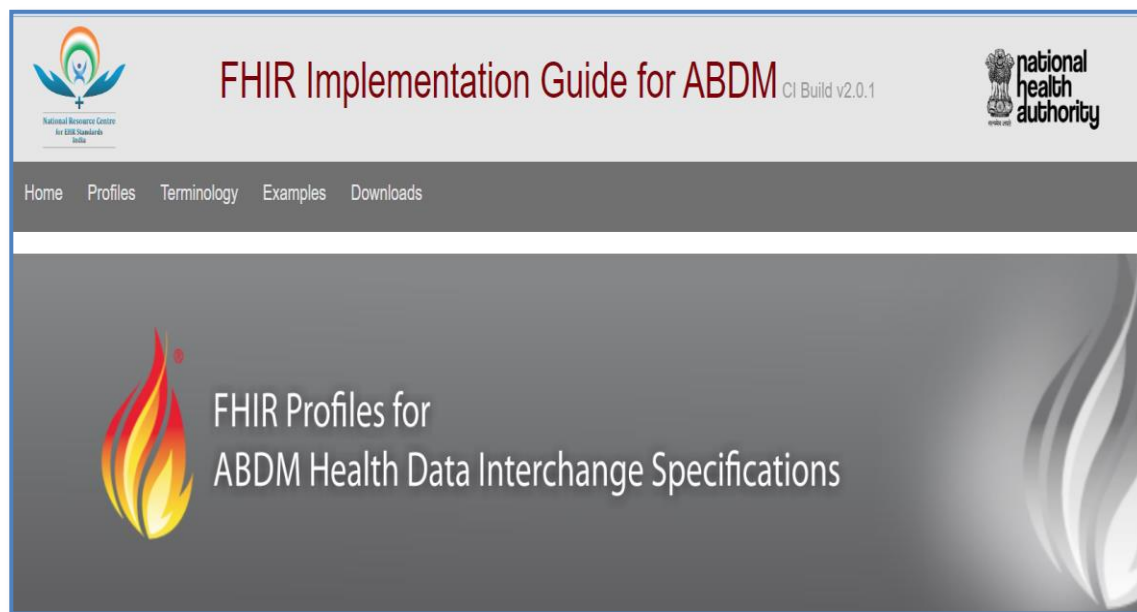 National Resource Centre
for EHR Standards
India
FHIR Implementation Guide for ABDM CI Build v2.0.1
national
health
authority
Home Profiles Terminology Examples Downloads
®
FHIR Profiles for
ABDM Health Data Interchange Specifications